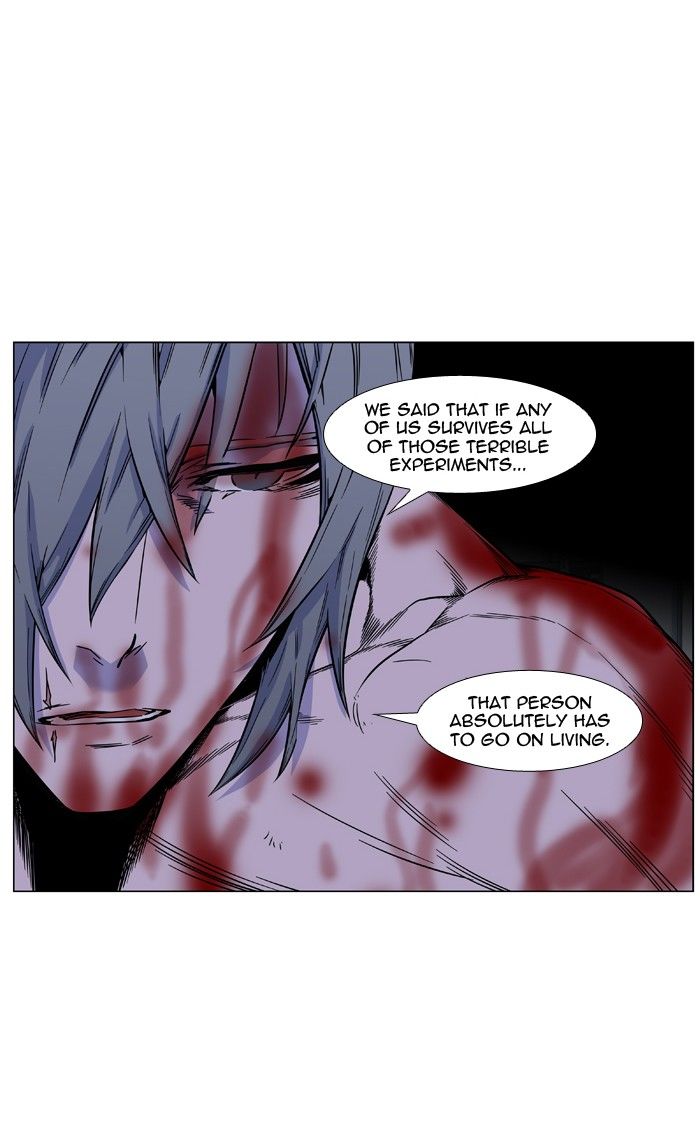 WE SAID THAT IF ANY
OF US SURVIVES ALL
OF THOSE TERRIBLE
EXPERIMENTS...
THAT PERSON
ABSOLUTELY HAS
TO GO ON LIVING.